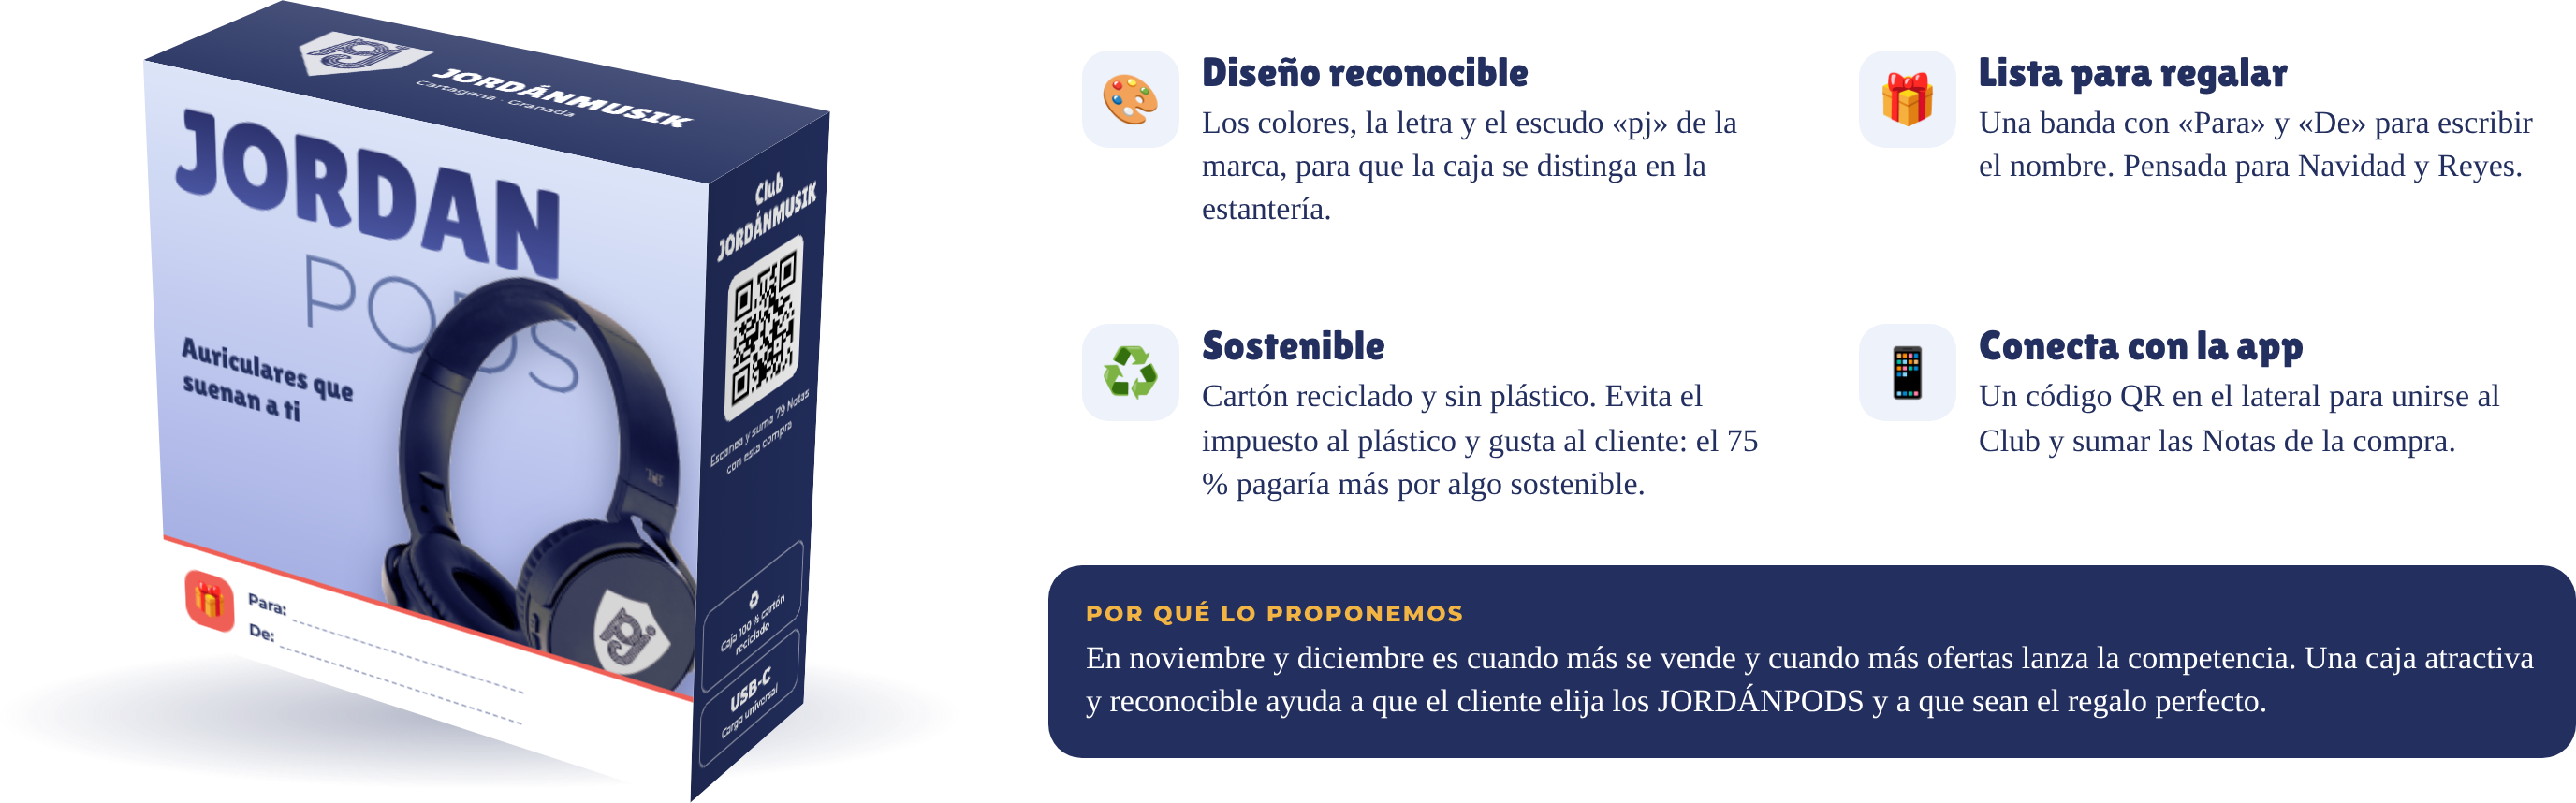 JORDÁNMUSIK
Cartagena · Granada
JORDAN
PODS
Auriculares que
suenan a ti
Para:
De:
Club
JORDÁNMUSIK
Escanea y suma 79 Notas
con esta compra
Caja 100 % cartón
reciclado
USB-C
Carga universal
Diseño reconocible
Los colores, la letra y el escudo «pj» de la
marca, para que la caja se distinga en la
estantería.
Lista para regalar
Una banda con «Para» y «De» para escribir
el nombre. Pensada para Navidad y Reyes.
Sostenible
Cartón reciclado y sin plástico. Evita el
impuesto al plástico y gusta al cliente: el 75
% pagaría más por algo sostenible.
Conecta con la app
Un código QR en el lateral para unirse al
Club y sumar las Notas de la compra.
POR QUÉ LO PROPONEMOS
En noviembre y diciembre es cuando más se vende y cuando más ofertas lanza la competencia. Una caja atractiva
y reconocible ayuda a que el cliente elija los JORDÁNPODS y a que sean el regalo perfecto.